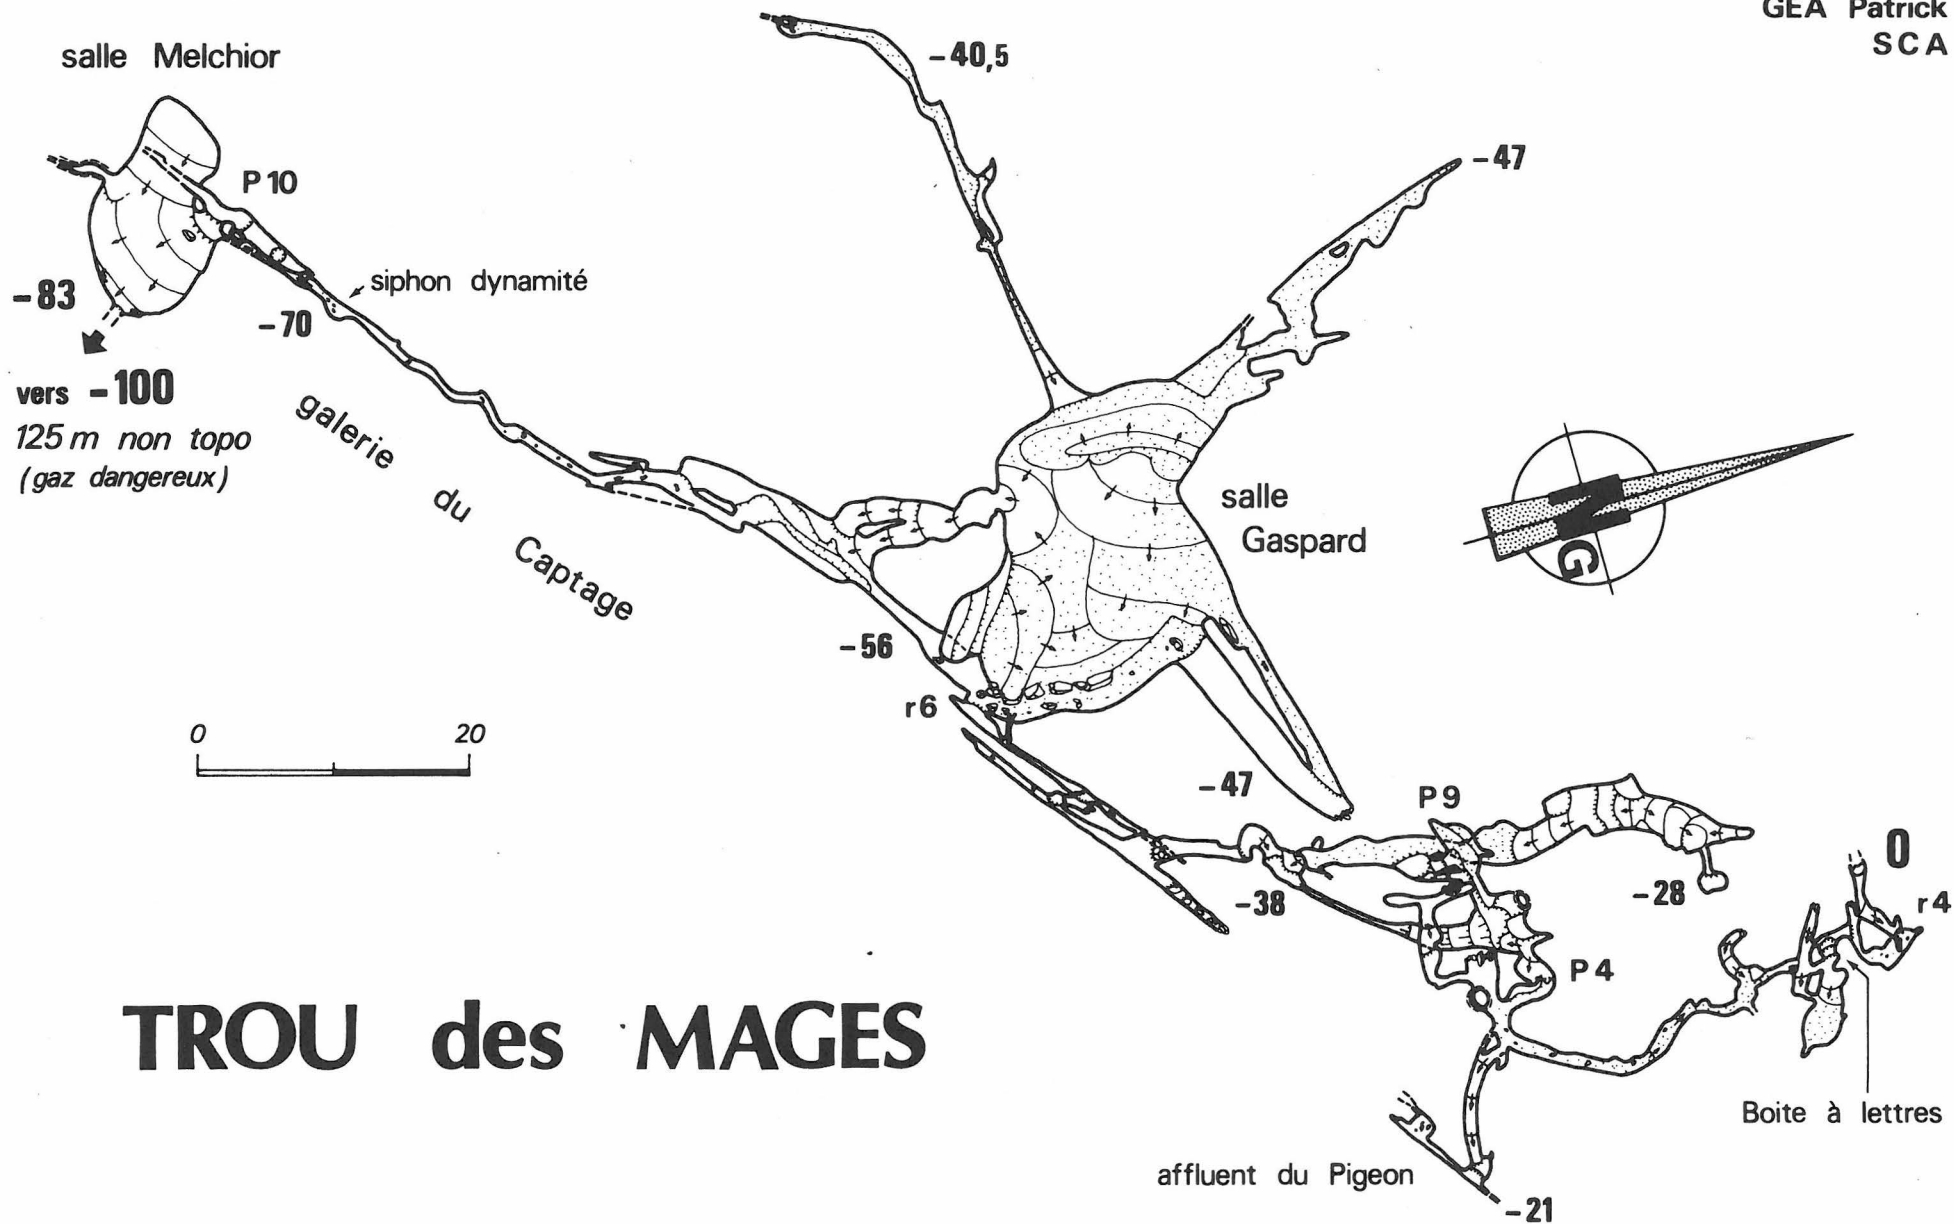 GEA Patrick
SCA
salle Melchior
-40,5
-47
P10
siphon dynamité
-83
-70
vers -100
125 m non topo
(gaz dangereux)
galerie du Captage
salle
Gaspard
N
G
-56
r6
0 20
-47
P9
0
-38
-28
r4
P4
TROU des MAGES
Boite à lettres
affluent du Pigeon
-21